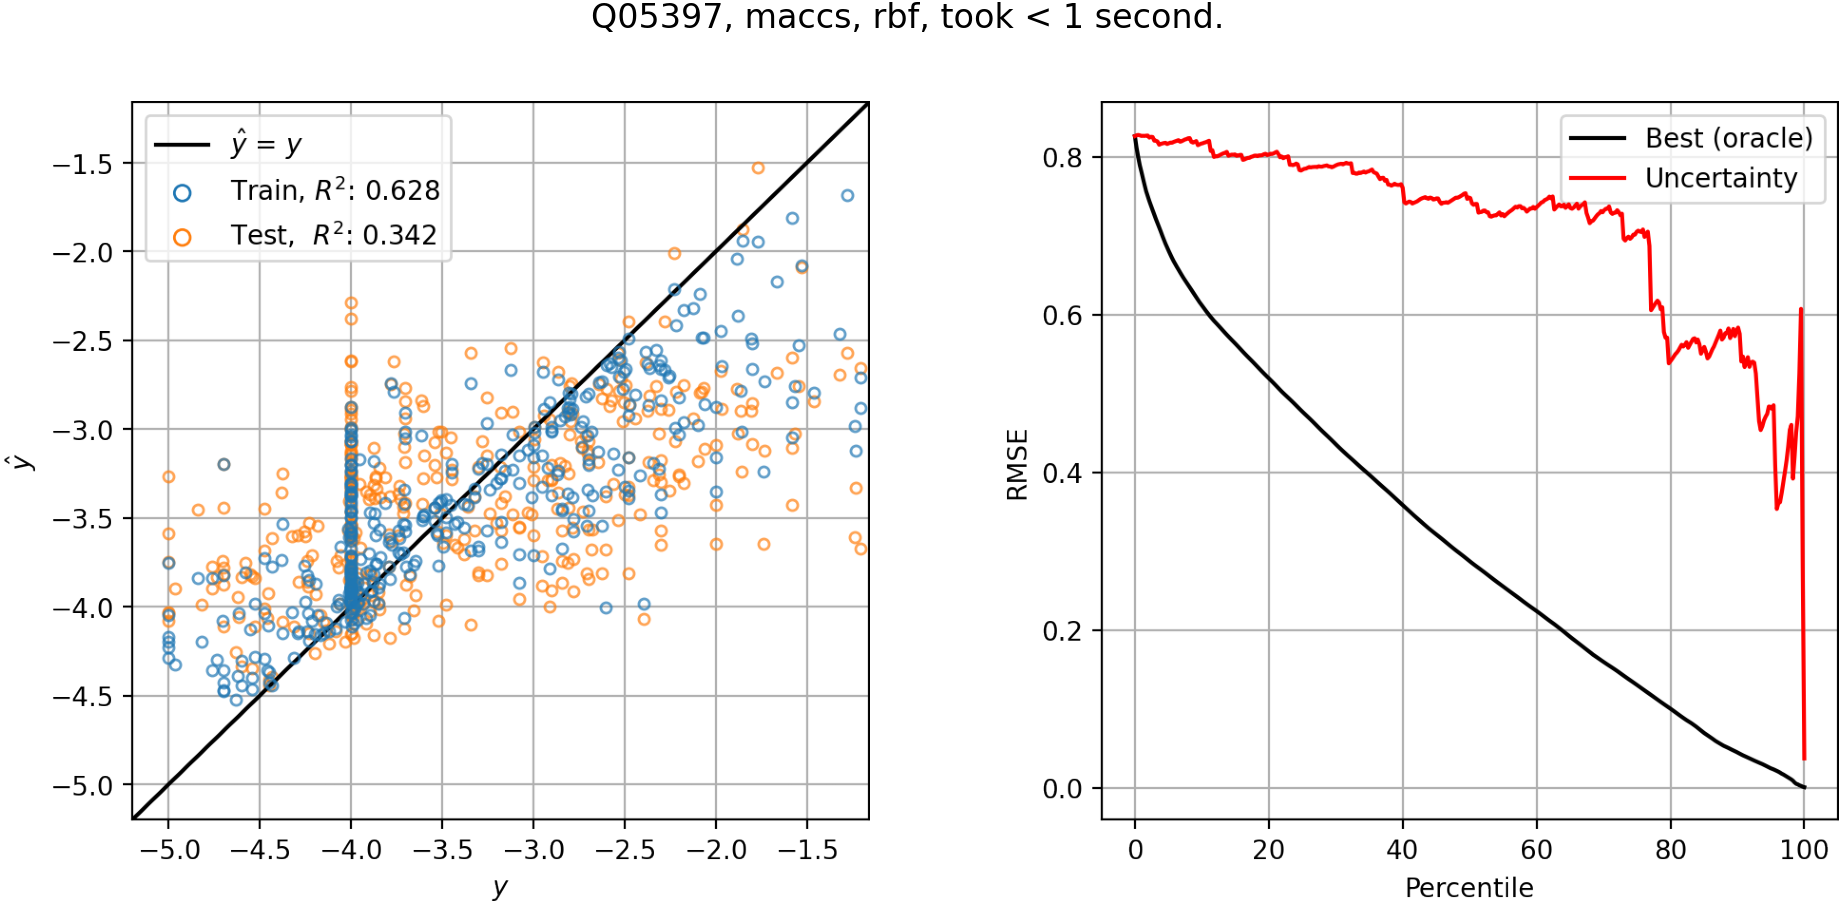 Q05397, maccs, rbf, took < 1 second.
ŷ = y
Train, R²: 0.628
Test, R²: 0.342
−1.5
−2.0
−2.5
−3.0
−3.5
−4.0
−4.5
−5.0
ŷ
−5.0 −4.5 −4.0 −3.5 −3.0 −2.5 −2.0 −1.5
y
Best (oracle)
Uncertainty
0.8
0.6
0.4
0.2
0.0
RMSE
0 20 40 60 80 100
Percentile